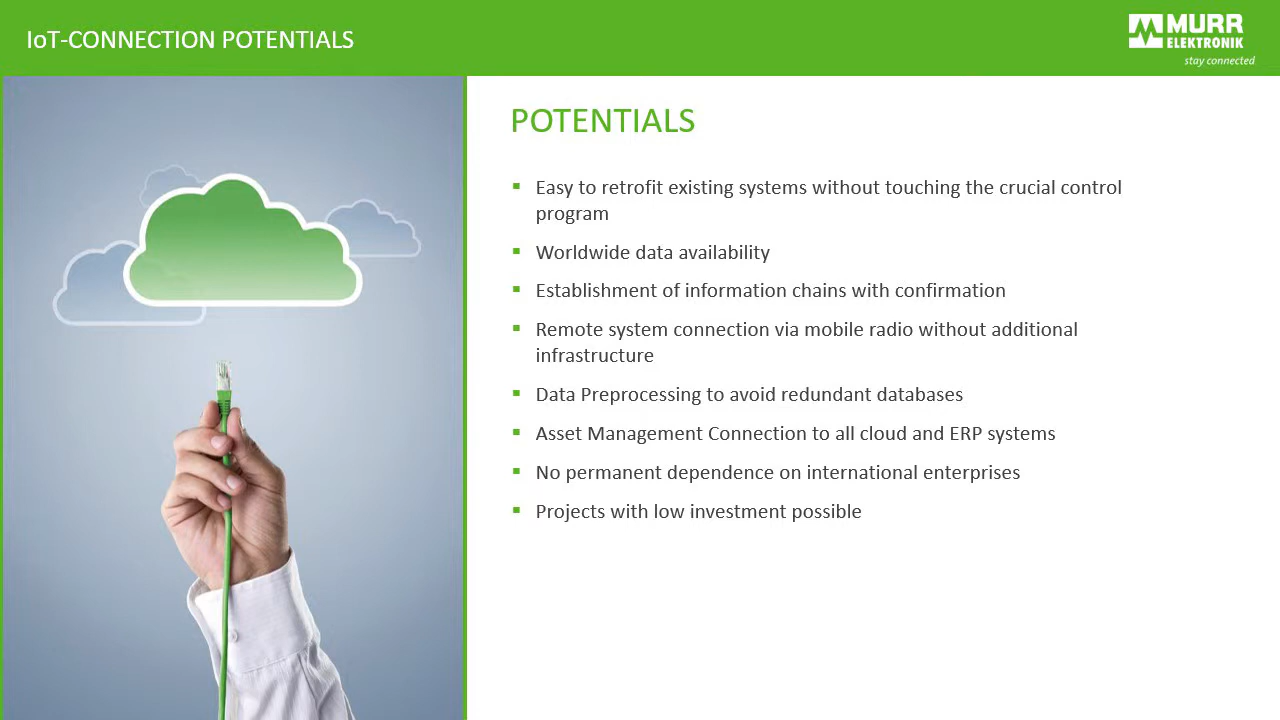 IoT-CONNECTION POTENTIALS
MURR
ELEKTRONIK
stay connected
POTENTIALS
Easy to retrofit existing systems without touching the crucial control
program
Worldwide data availability
Establishment of information chains with confirmation
Remote system connection via mobile radio without additional
infrastructure
Data Preprocessing to avoid redundant databases
Asset Management Connection to all cloud and ERP systems
No permanent dependence on international enterprises
Projects with low investment possible